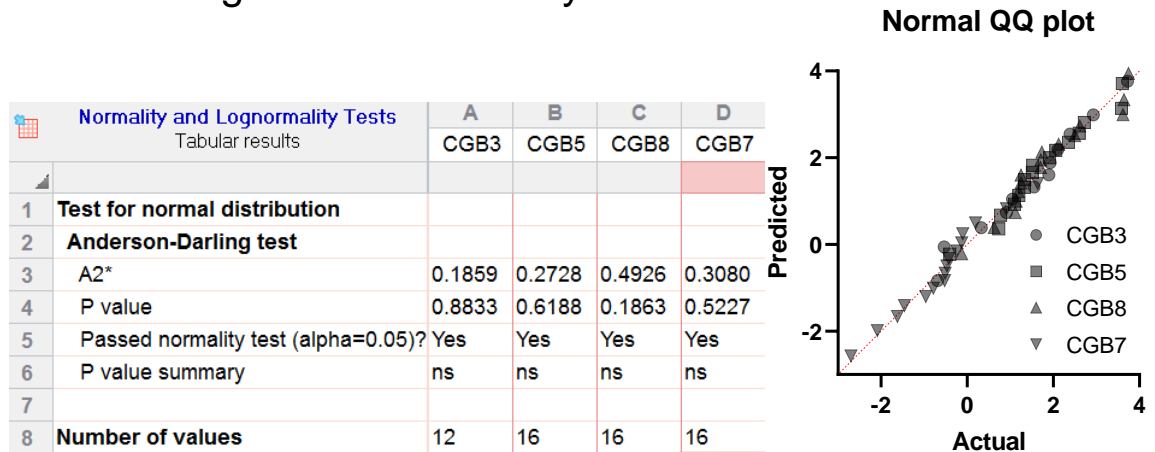 Normal QQ plot
Normality and Lognormality Tests A B C D
Tabular results CGB3 CGB5 CGB8 CGB7
1 Test for normal distribution
2 Anderson-Darling test
3 A2* 0.1859 0.2728 0.4926 0.3080
4 P value 0.8833 0.6188 0.1863 0.5227
5 Passed normality test (alpha=0.05)? Yes Yes Yes Yes
6 P value summary ns ns ns ns
7
8 Number of values 12 16 16 16
4
2
0
-2
Predicted
CGB3
CGB5
CGB8
CGB7
-2 0 2 4
Actual